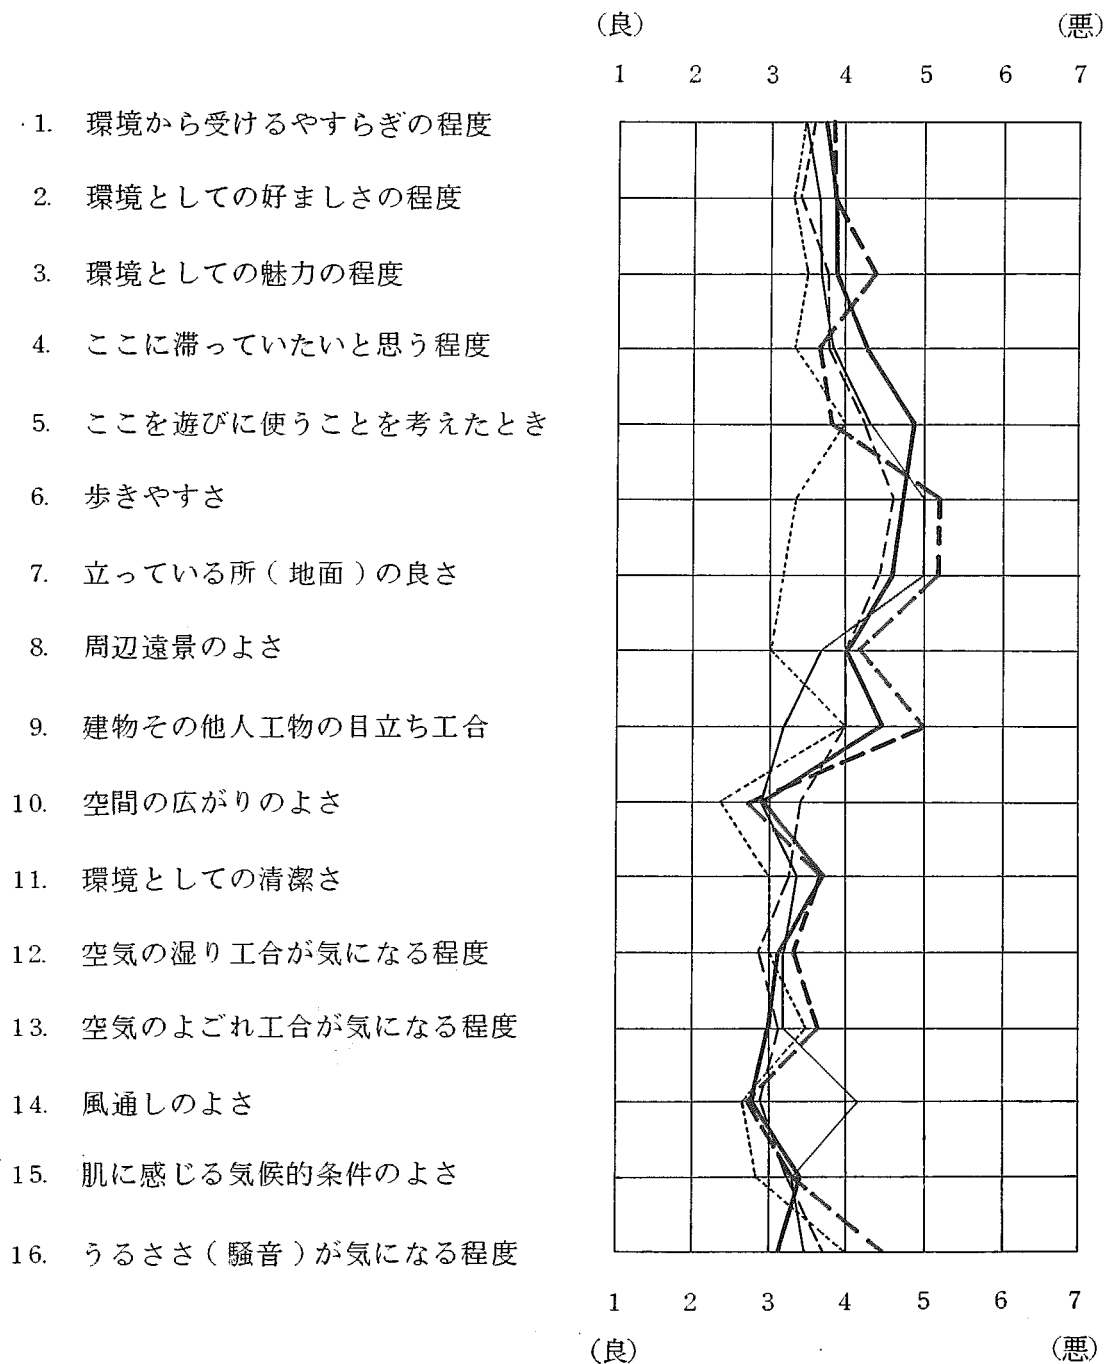 (良) (悪)
1 2 3 4 5 6 7
1. 環境から受けるやすらぎの程度
2. 環境としての好ましさの程度
3. 環境としての魅力の程度
4. ここに滞っていたいと思う程度
5. ここを遊びに使うことを考えたとき
6. 歩きやすさ
7. 立っている所(地面)の良さ
8. 周辺遠景のよさ
9. 建物その他人工物の目立ち工合
10. 空間の広がりのよさ
11. 環境としての清潔さ
12. 空気の湿り工合が気になる程度
13. 空気のよごれ工合が気になる程度
14. 風通しのよさ
15. 肌に感じる気候的条件のよさ
16. うるささ(騒音)が気になる程度
1 2 3 4 5 6 7
(良) (悪)